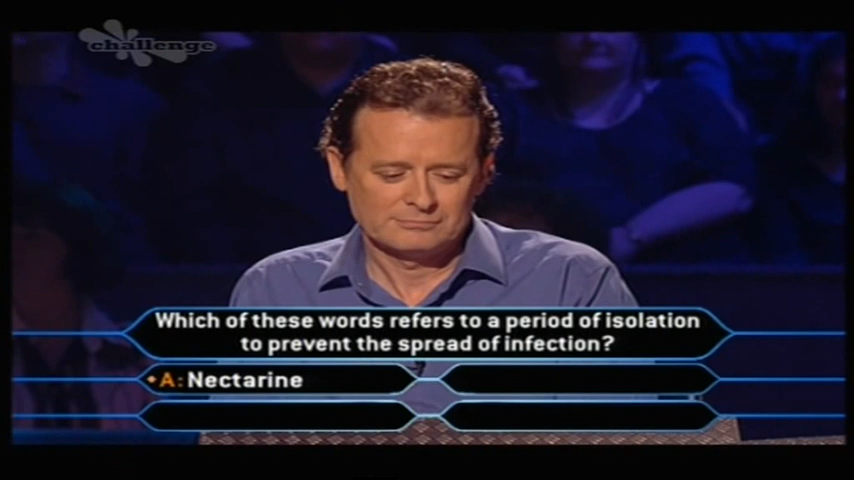 challenge
Which of these words refers to a period of isolation
to prevent the spread of infection?
A: Nectarine